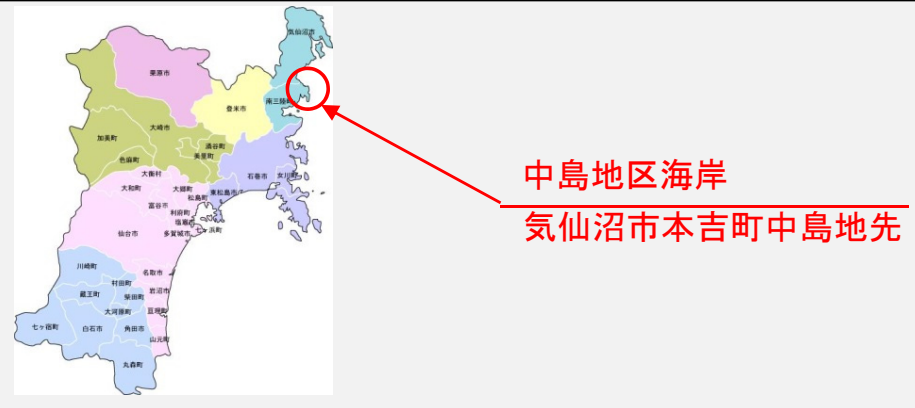 気仙沼市
栗原市
登米市
南三陸町
大崎市
加美町
涌谷町
美里町
色麻町
石巻市
女川町
大衡村
大和町
大郷町
東松島市
松島町
富谷市
利府町
塩竈市
七ヶ浜町
仙台市
多賀城市
川崎町
名取市
村田町
岩沼市
蔵王町
柴田町
大河原町
亘理町
七ヶ宿町
白石市
角田市
山元町
丸森町
中島地区海岸
気仙沼市本吉町中島地先